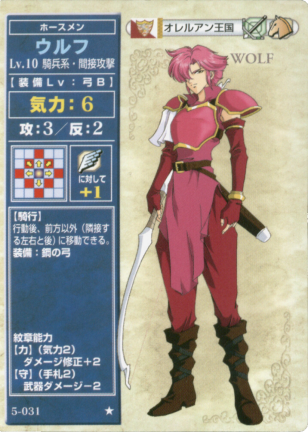 ホースメン
ウルフ
Lv.10 騎兵系・間接攻撃
【装備Lv:弓B】
気力:6
攻:3/反:2
に対して
+1
【騎行】
行動後、前方以外(隣接す
る左右と後)に移動できる。
装備:鋼の弓
紋章能力
【力】(気力2)
ダメージ修正+2
【守】(手札2)
武器ダメージ−2
5-031
★
オレルアン王国
WOLF